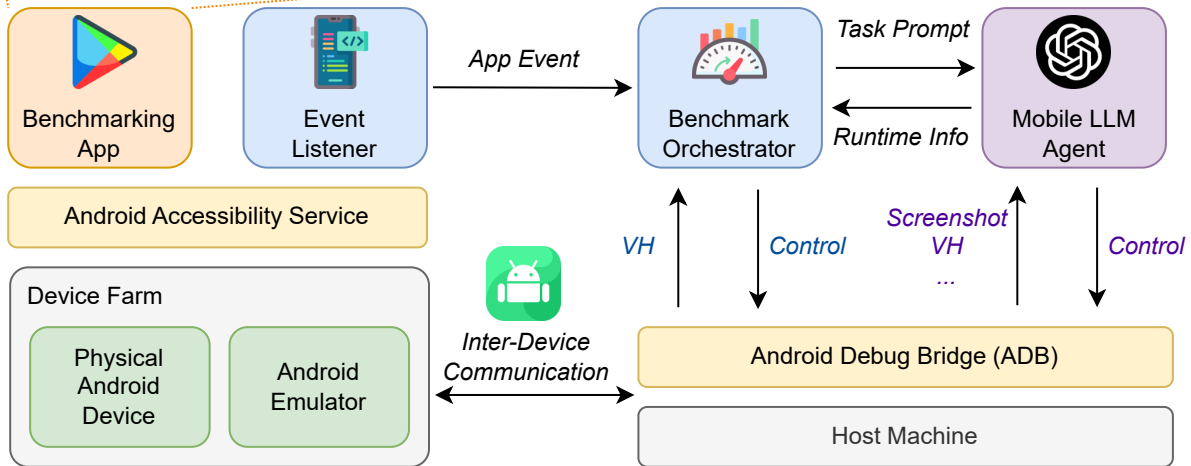 Benchmarking
App
Event
Listener
App Event
Benchmark
Orchestrator
Task Prompt
Runtime Info
Mobile LLM
Agent
Android Accessibility Service
VH
Control
Screenshot
VH
...
Control
Device Farm
Physical
Android
Device
Android
Emulator
Inter-Device
Communication
Android Debug Bridge (ADB)
Host Machine